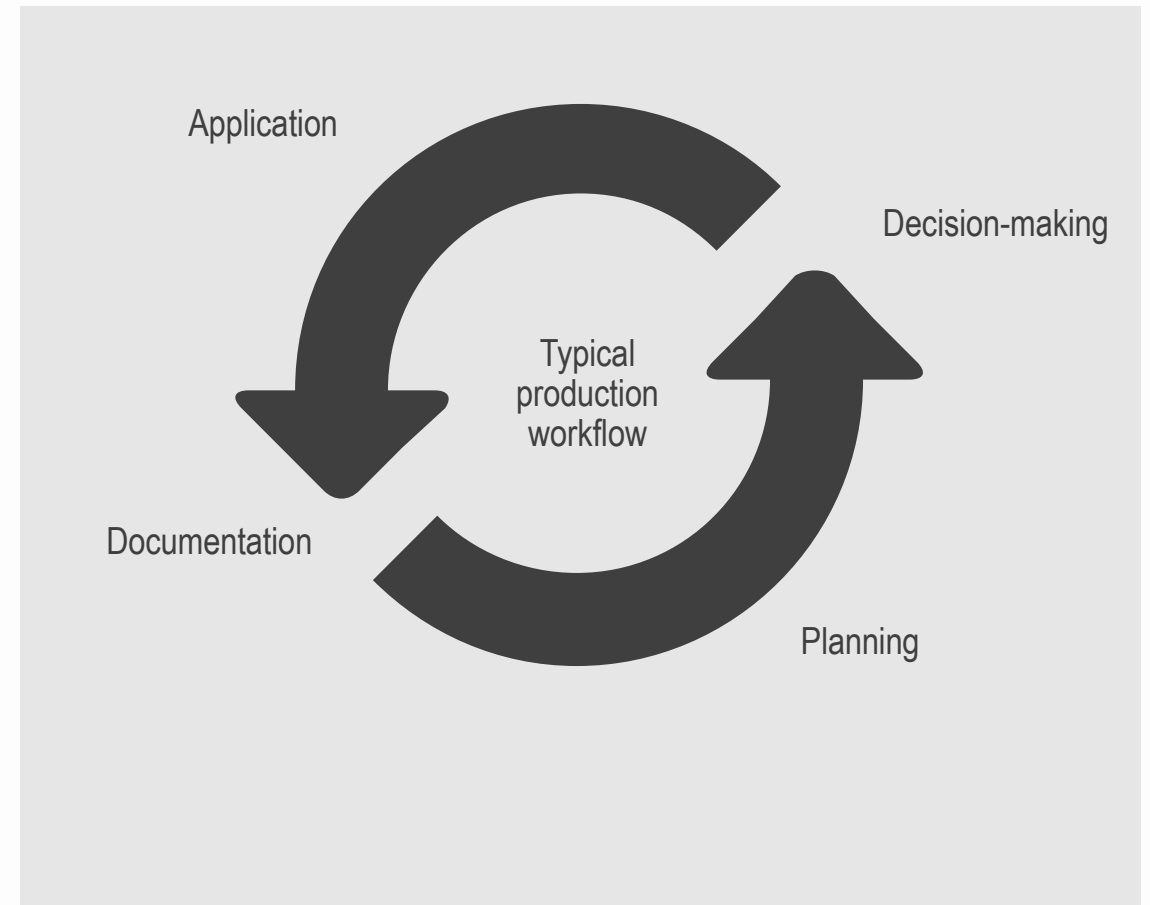 Application
Decision-making
Typical
production
workflow
Documentation
Planning